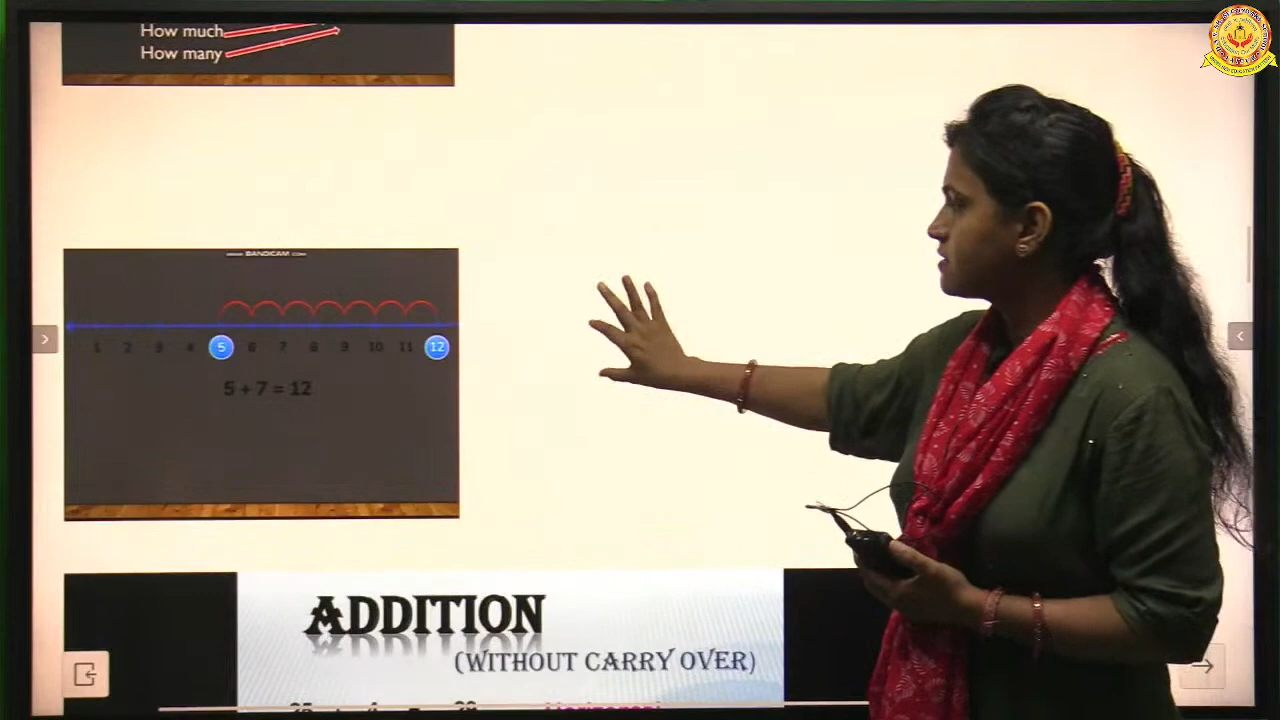 How much
How many
BANDICAM
1 2 3 4 5 6 7 8 9 10 11 12
5 + 7 = 12
ADDITION
(WITHOUT CARRY OVER)